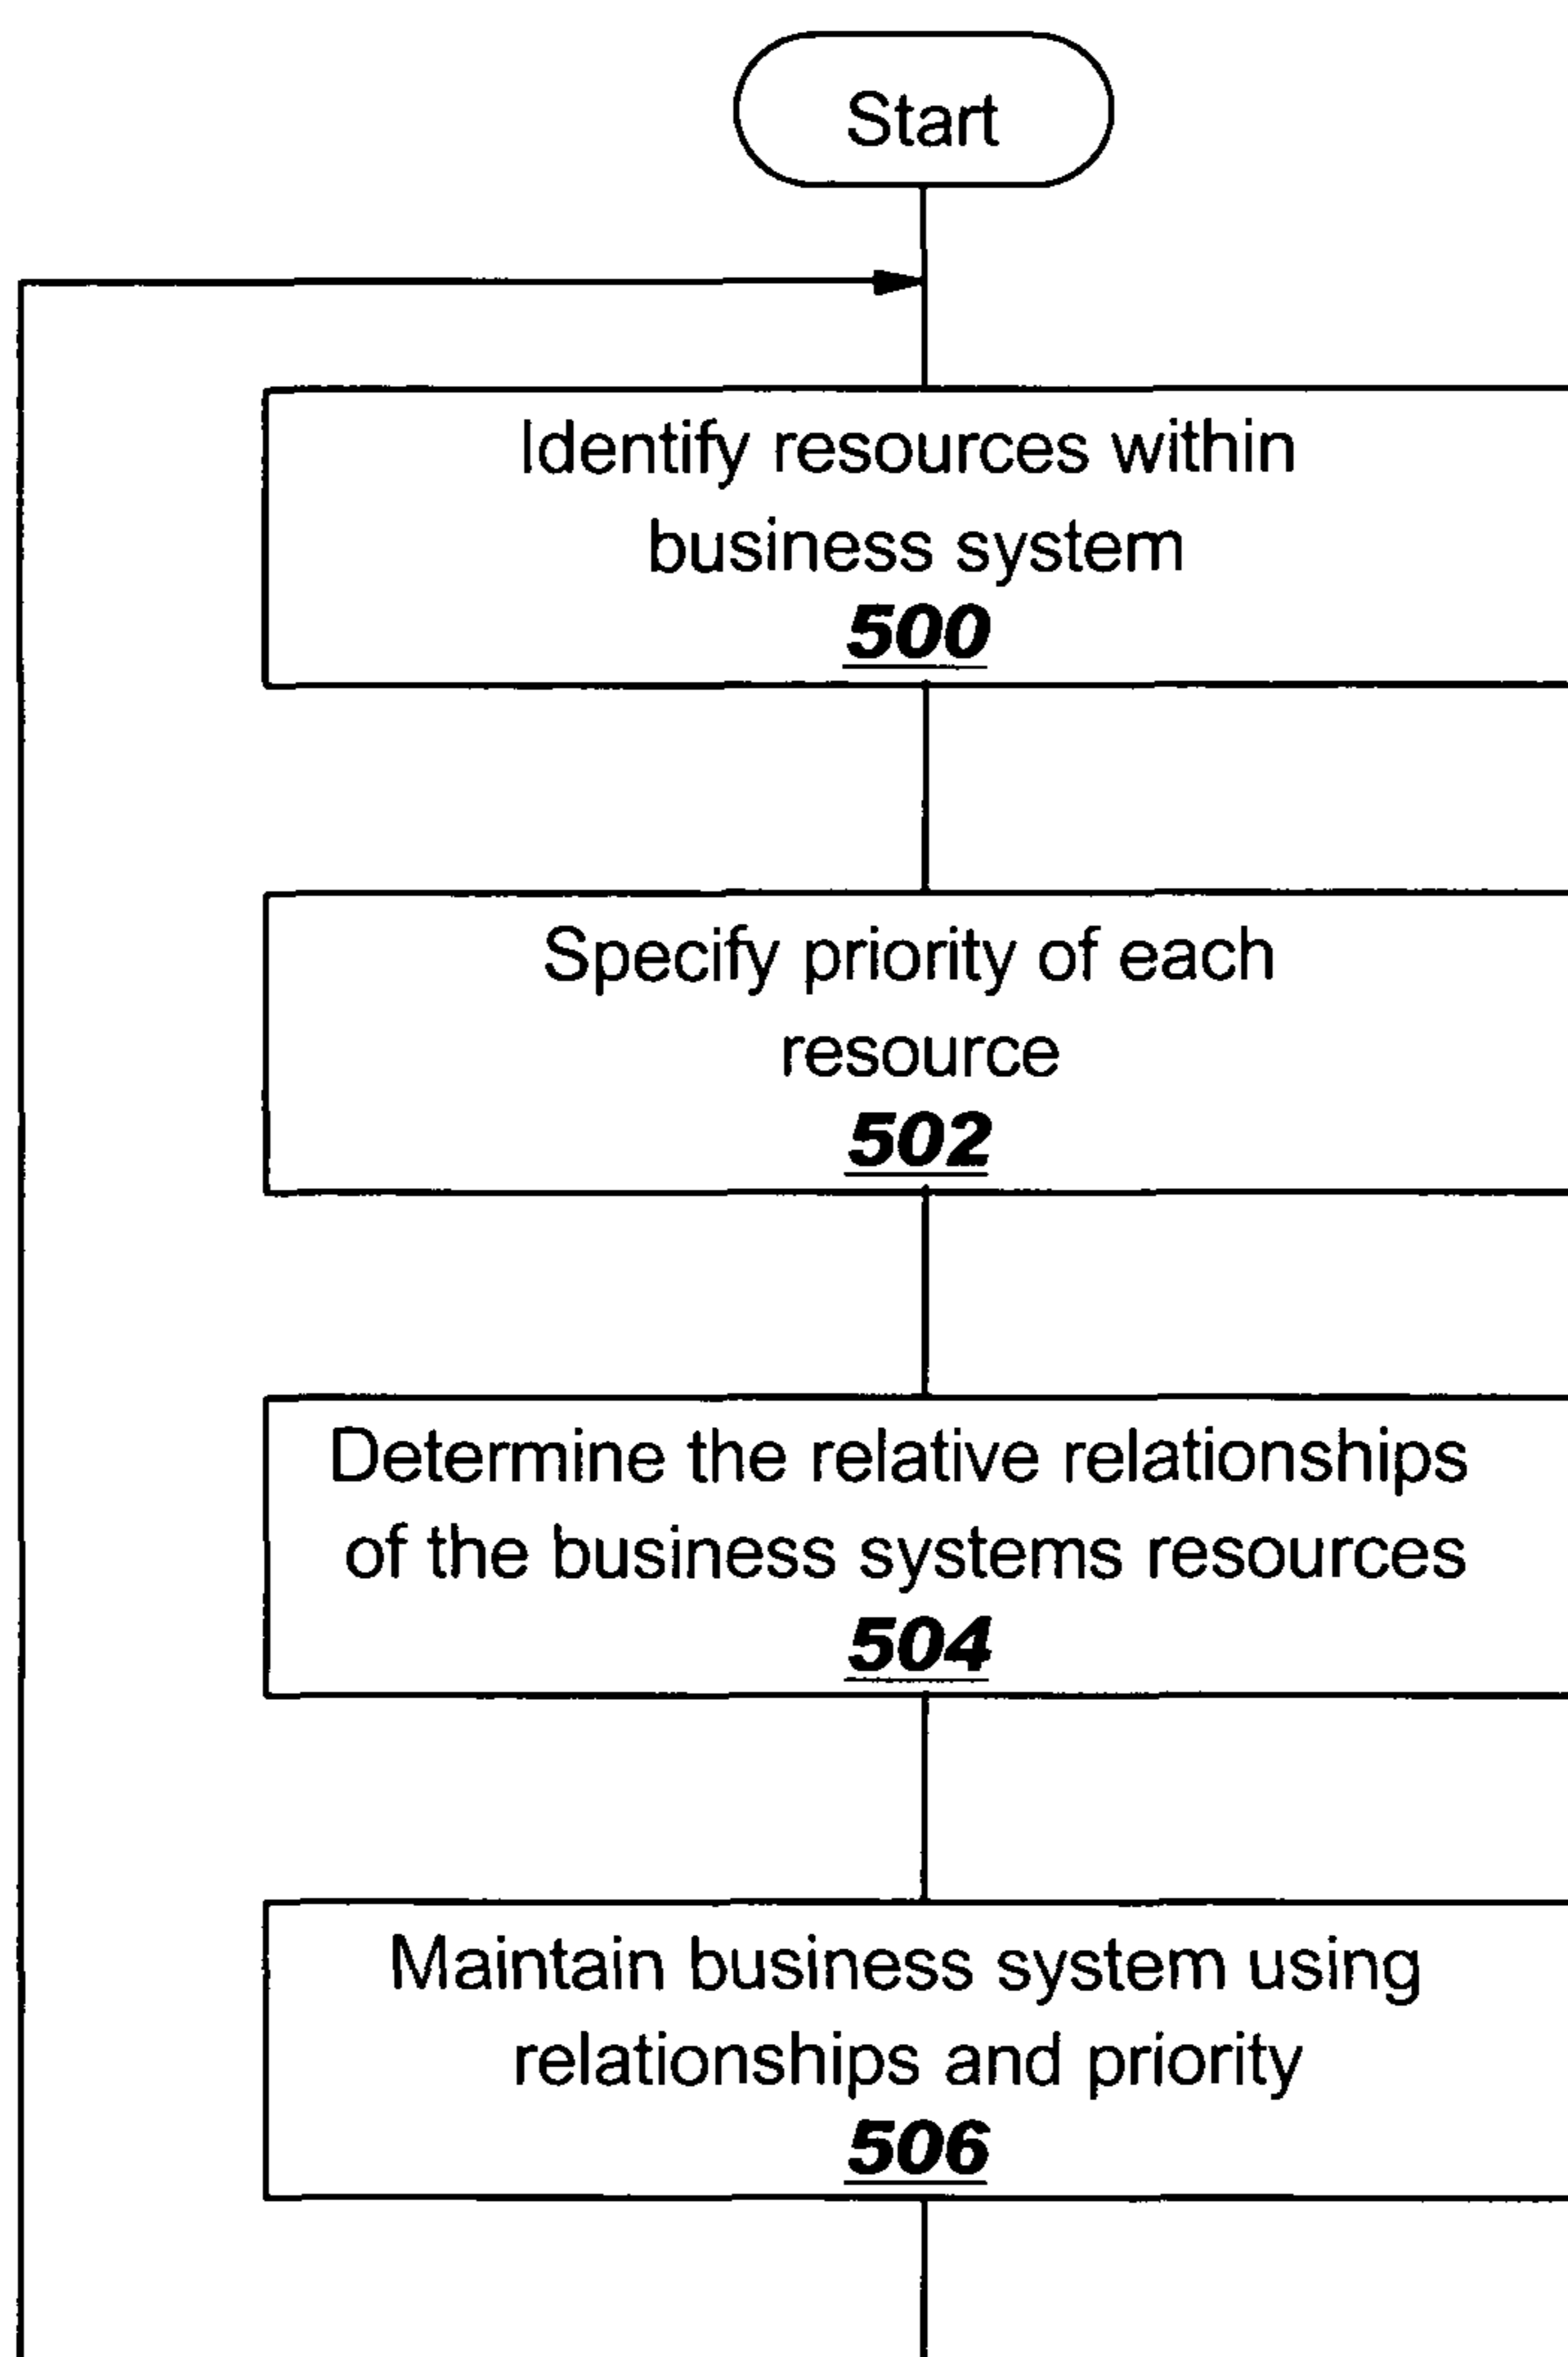 Start
Identify resources within
business system
500
Specify priority of each
resource
502
Determine the relative relationships
of the business systems resources
504
Maintain business system using
relationships and priority
506